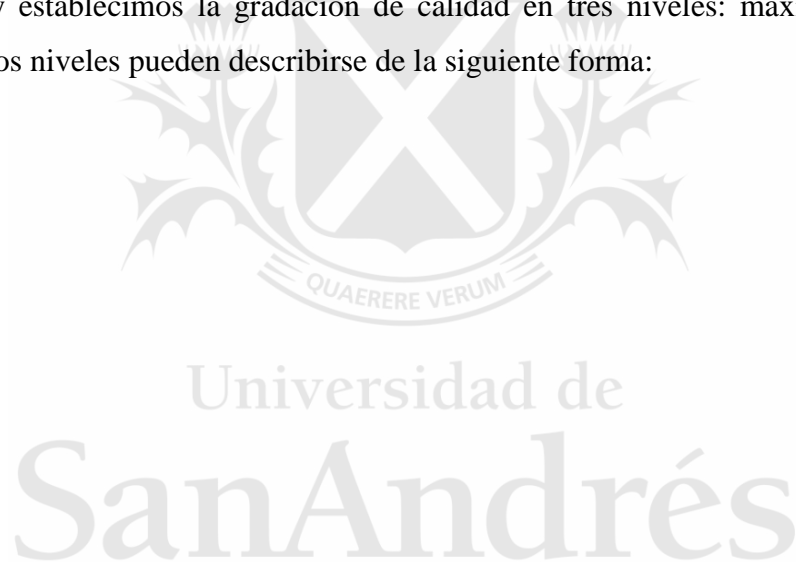 y establecimos la gradación de calidad en tres niveles:
os niveles pueden describirse de la siguiente forma:
QUAERERE VERUM
Universidad de
SanAndrés